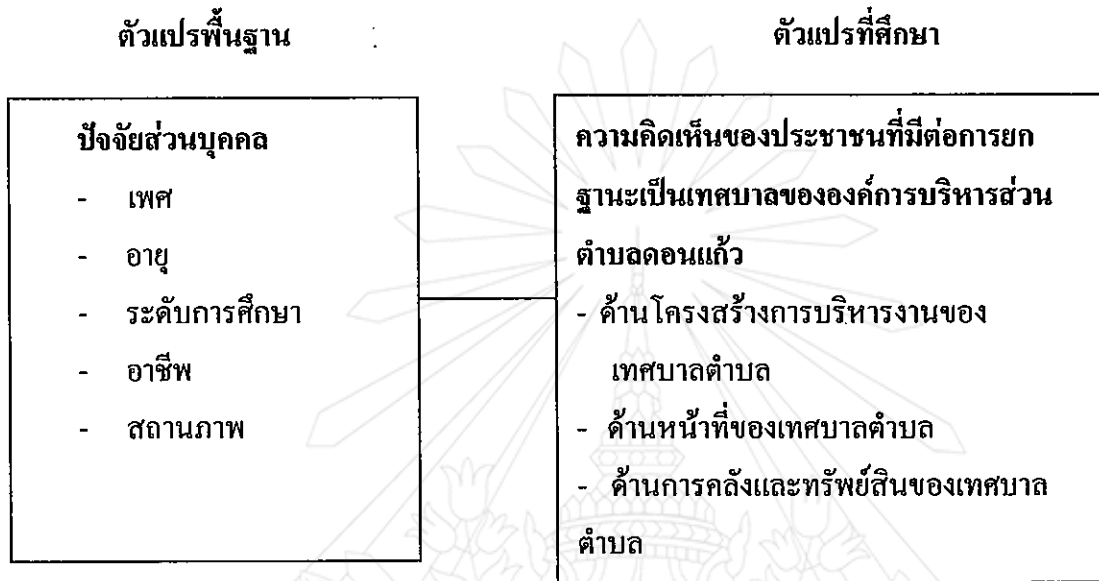 ตัวแปรพื้นฐาน
ตัวแปรที่ศึกษา
ปัจจัยส่วนบุคคล
- เพศ
- อายุ
- ระดับการศึกษา
- อาชีพ
- สถานภาพ
ความคิดเห็นของประชาชนที่มีต่อการยก
ฐานะเป็นเทศบาลขององค์การบริหารส่วน
ตำบลดอนแก้ว
- ด้านโครงสร้างการบริหารงานของ
เทศบาลตำบล
- ด้านหน้าที่ของเทศบาลตำบล
- ด้านการคลังและทรัพย์สินของเทศบาล
ตำบล